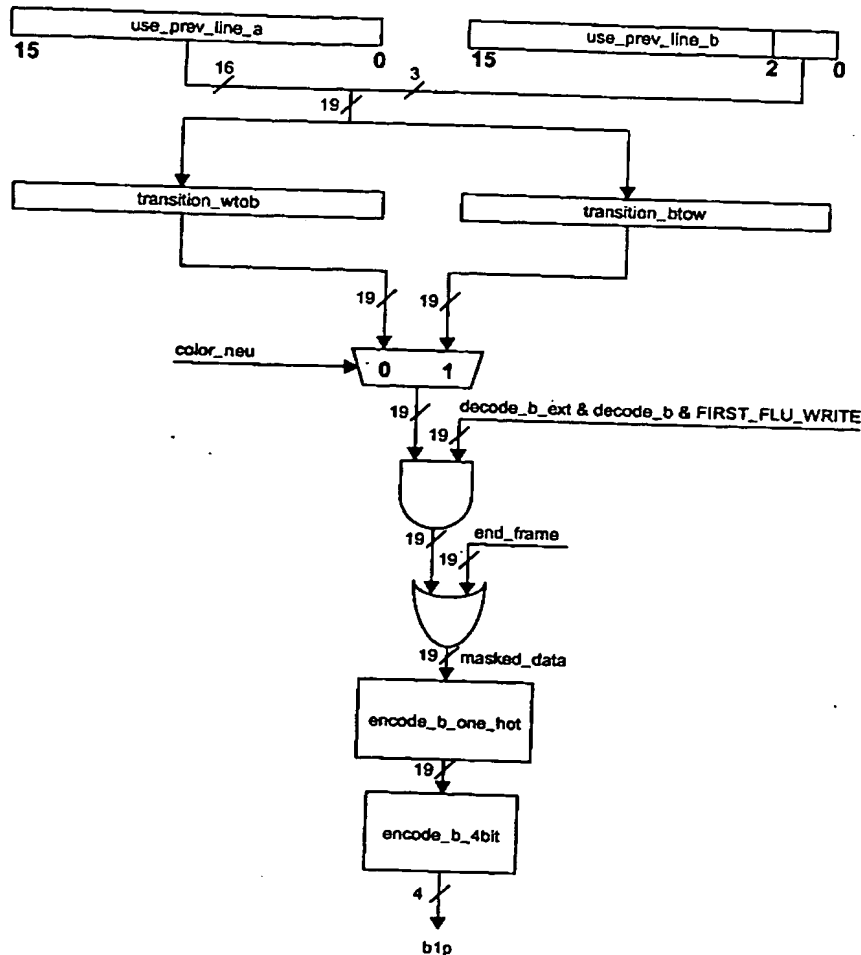 use_prev_line_a
use_prev_line_b
15
0
15
2
0
16
3
19
transition_wtob
transition_btow
19
19
color_neu
0
1
19
decode_b_ext & decode_b & FIRST_FLU_WRITE
19
19
end_frame
19
19
masked_data
encode_b_one_hot
19
encode_b_4bit
4
b1p